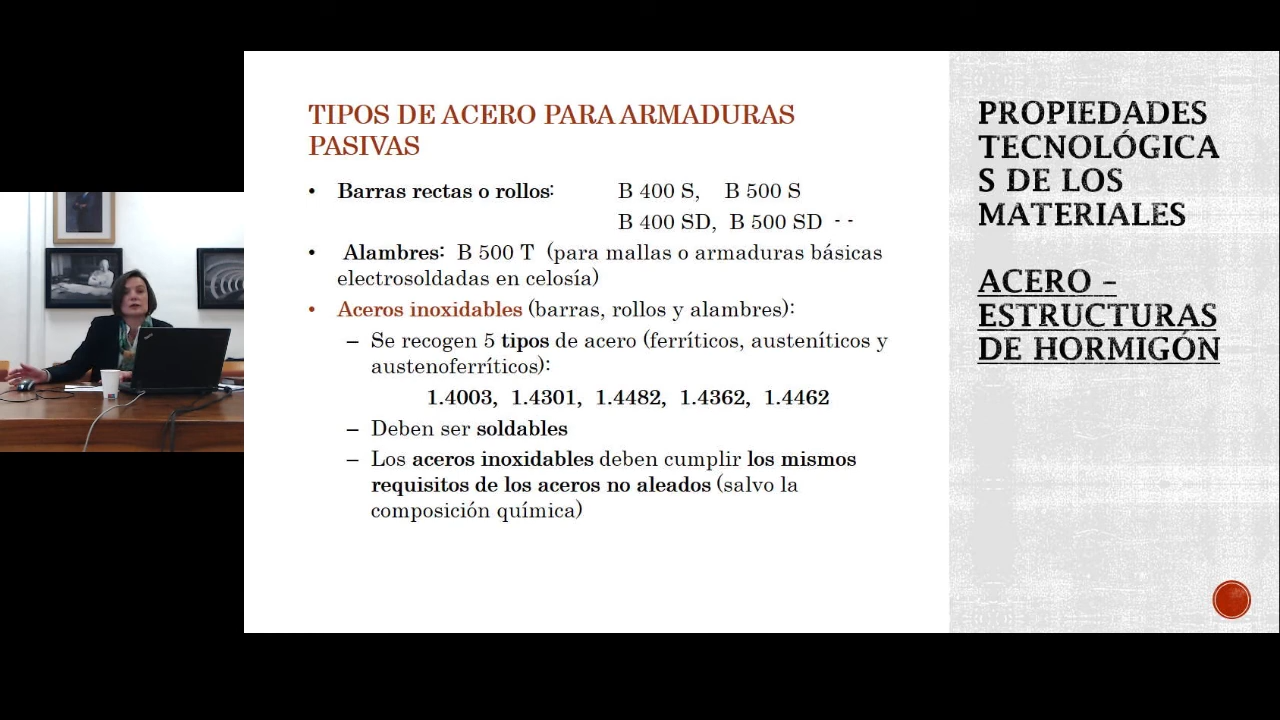 TIPOS DE ACERO PARA ARMADURAS
PASIVAS
• Barras rectas o rollos: B 400 S, B 500 S
B 400 SD, B 500 SD - -
• Alambres: B 500 T (para mallas o armaduras básicas
electrosoldadas en celosía)
• Aceros inoxidables (barras, rollos y alambres):
– Se recogen 5 tipos de acero (ferríticos, austeníticos y
austenoferríticos):
1.4003, 1.4301, 1.4482, 1.4362, 1.4462
– Deben ser soldables
– Los aceros inoxidables deben cumplir los mismos
requisitos de los aceros no aleados (salvo la
composición química)
PROPIEDADES
TECNOLÓGICA
S DE LOS
MATERIALES
ACERO –
ESTRUCTURAS
DE HORMIGÓN